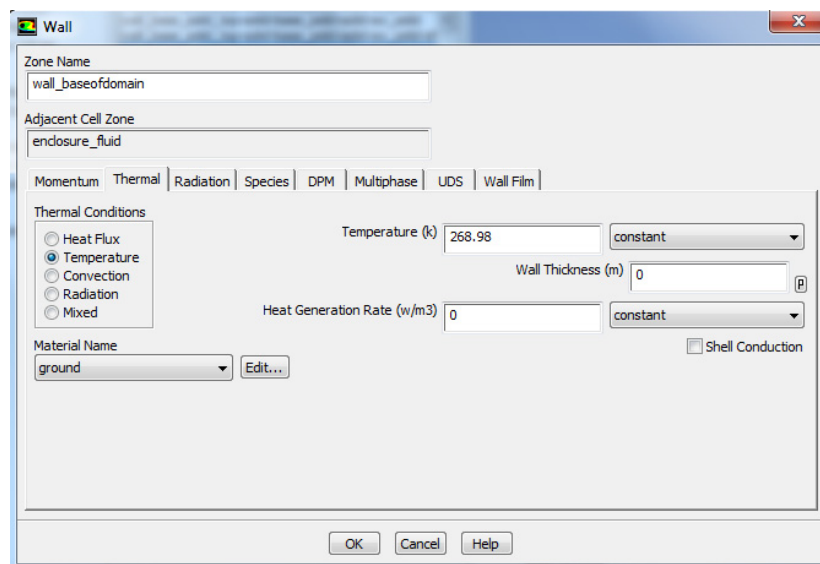 Wall
x
Zone Name
wall_baseofdomain
Adjacent Cell Zone
enclosure_fluid
Momentum Thermal Radiation Species DPM Multiphase UDS Wall Film
Thermal Conditions
Heat Flux
Temperature
Convection
Radiation
Mixed
Temperature (k) 268.98 constant
Wall Thickness (m) 0 P
Heat Generation Rate (w/m3) 0 constant
Shell Conduction
Material Name
ground Edit...
OK Cancel Help